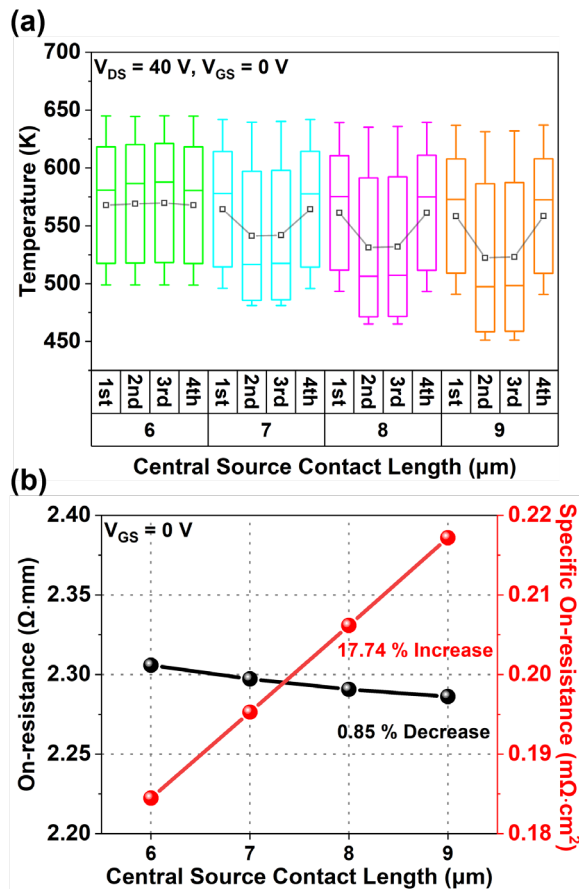 (a)
V_DS = 40 V, V_GS = 0 V
Temperature (K)
700
650
600
550
500
450
1st 2nd 3rd 4th 1st 2nd 3rd 4th 1st 2nd 3rd 4th 1st 2nd 3rd 4th
6 7 8 9
Central Source Contact Length (μm)
(b)
V_GS = 0 V
On-resistance (Ω·mm)
2.40
2.35
2.30
2.25
2.20
17.74 % Increase
0.85 % Decrease
0.22
0.21
0.20
0.19
0.18
Specific On-resistance (mΩ·cm²)
6 7 8 9
Central Source Contact Length (μm)